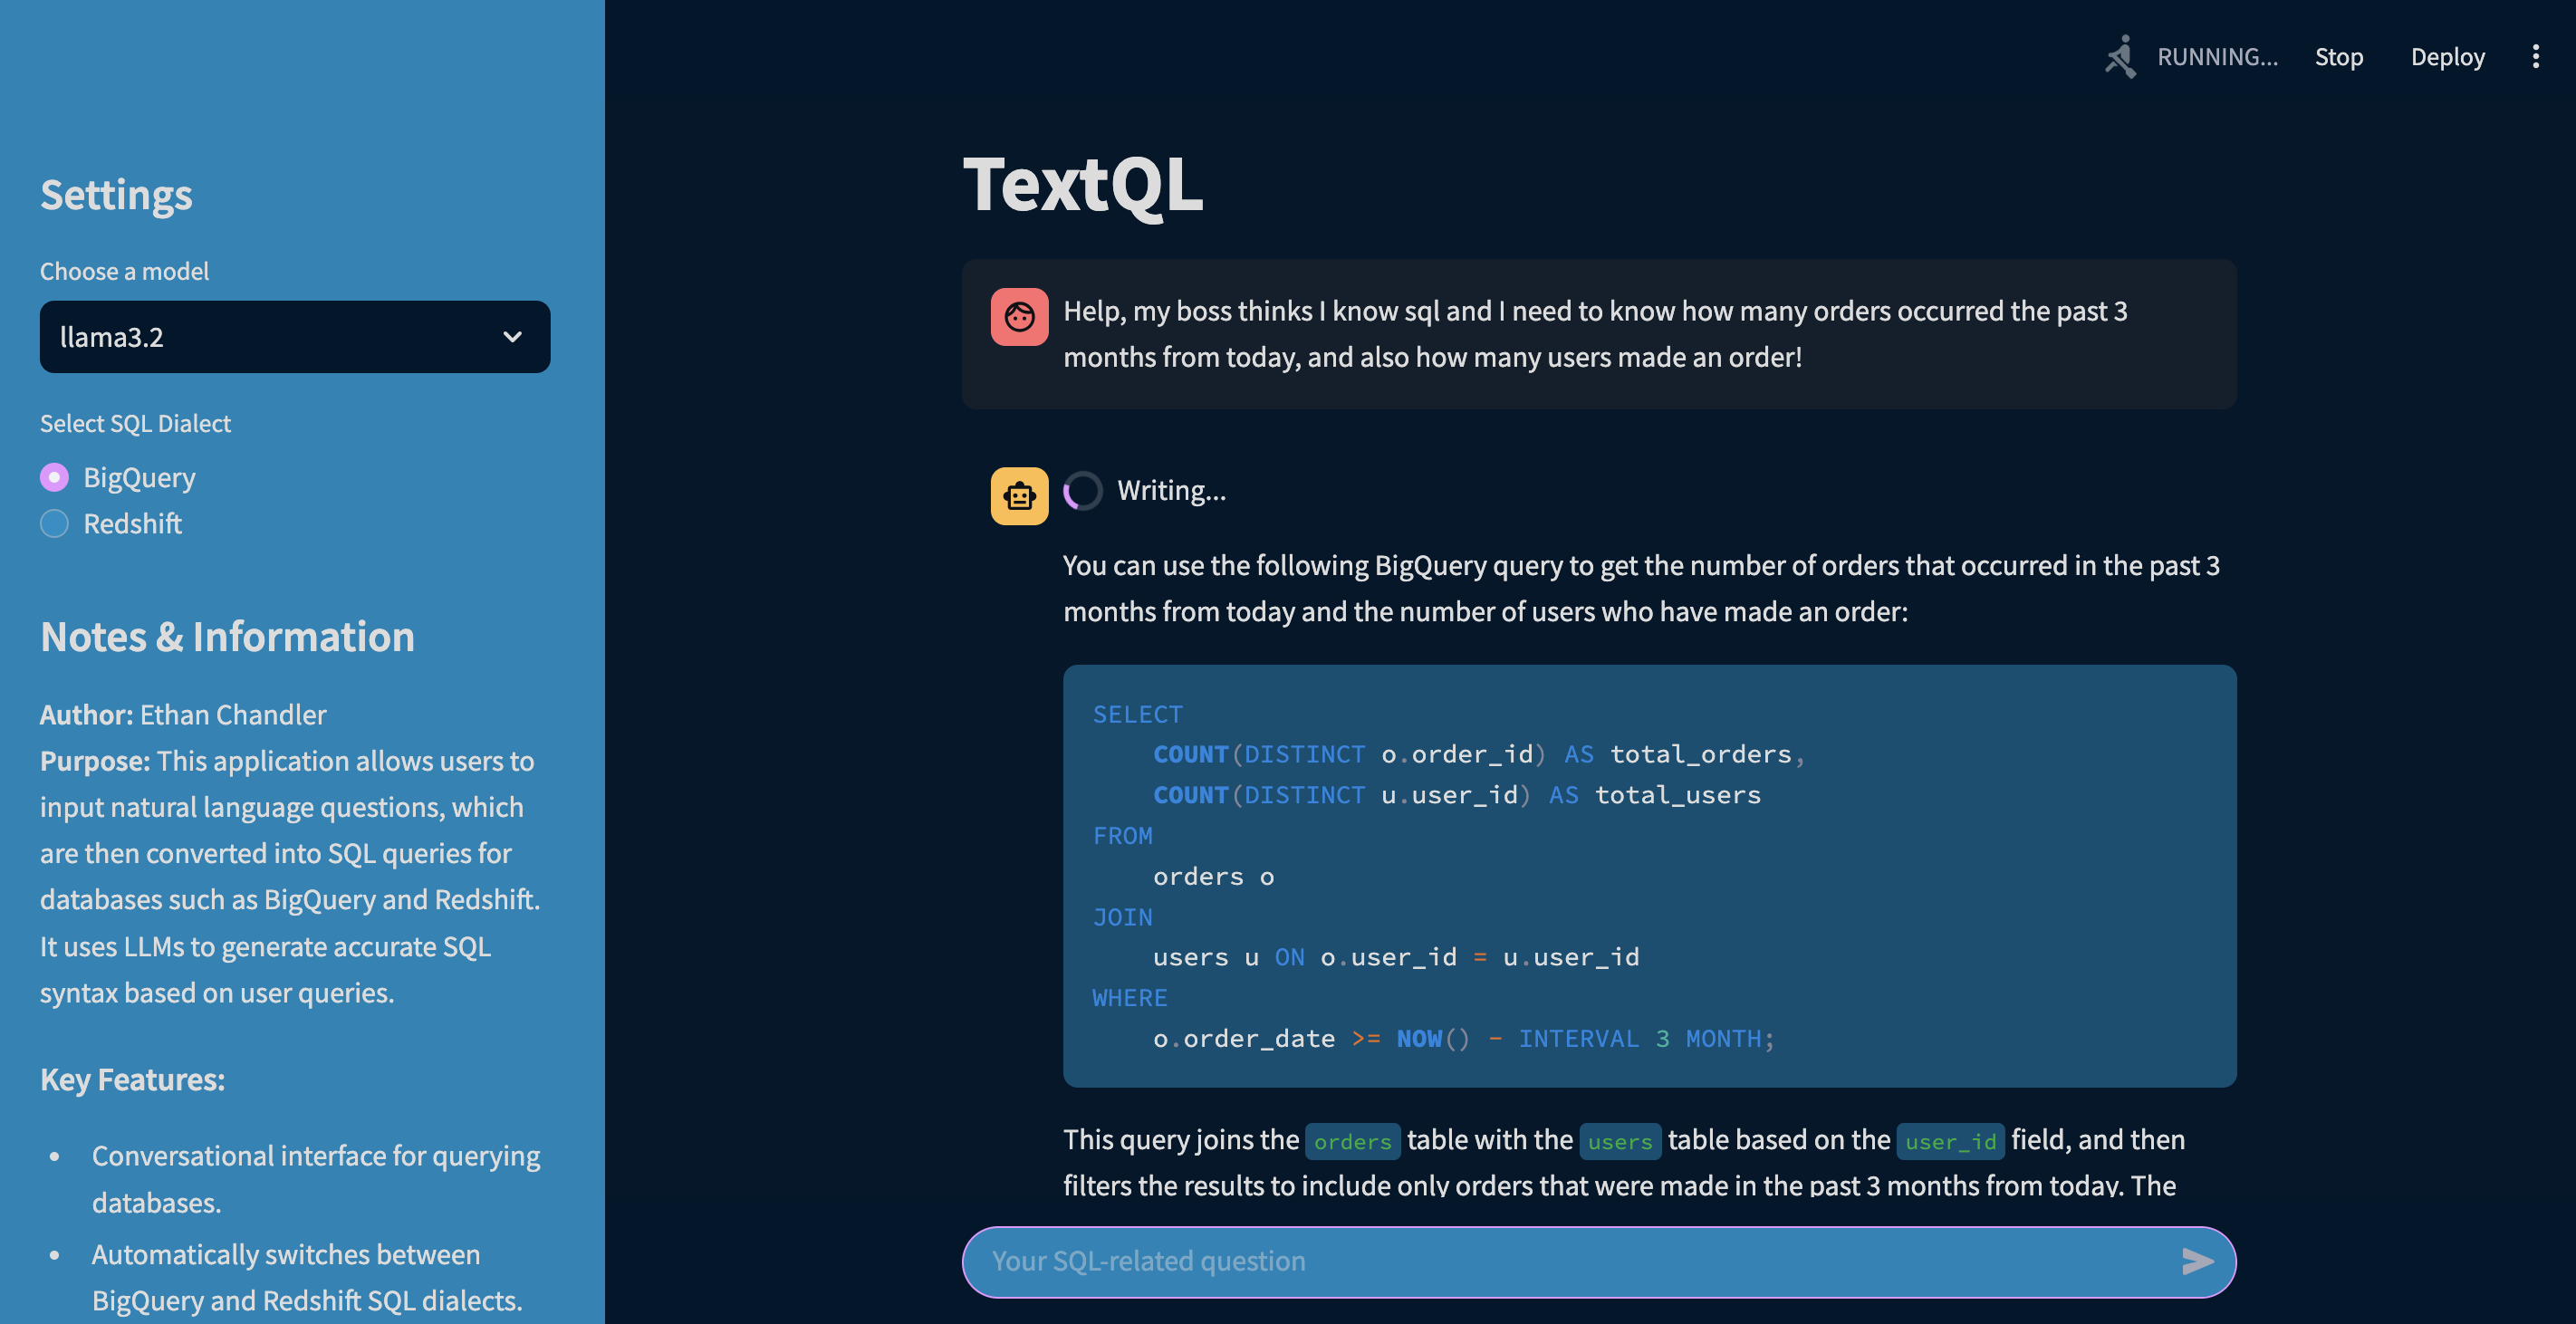 Settings
Choose a model
llama3.2
Select SQL Dialect
BigQuery
Redshift
Notes & Information
Author: Ethan Chandler
Purpose: This application allows users to
input natural language questions, which
are then converted into SQL queries for
databases such as BigQuery and Redshift.
It uses LLMs to generate accurate SQL
syntax based on user queries.
Key Features:
• Conversational interface for querying
databases.
• Automatically switches between
BigQuery and Redshift SQL dialects.
RUNNING... Stop Deploy
TextQL
Help, my boss thinks I know sql and I need to know how many orders occurred the past 3
months from today, and also how many users made an order!
Writing...
You can use the following BigQuery query to get the number of orders that occurred in the past 3
months from today and the number of users who have made an order:
SELECT
    COUNT(DISTINCT o.order_id) AS total_orders,
    COUNT(DISTINCT u.user_id) AS total_users
FROM
    orders o
JOIN
    users u ON o.user_id = u.user_id
WHERE
    o.order_date >= NOW() - INTERVAL 3 MONTH;
This query joins the orders table with the users table based on the user_id field, and then
filters the results to include only orders that were made in the past 3 months from today. The
Your SQL-related question